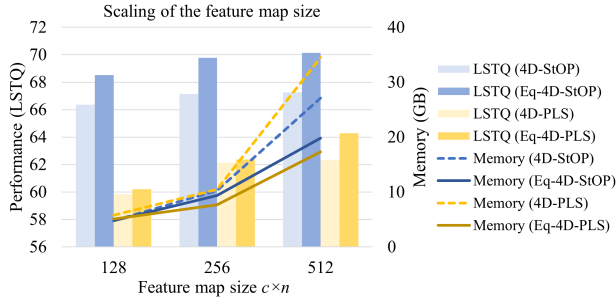 Scaling of the feature map size
72
70
68
66
64
62
60
58
56
Performance (LSTQ)
40
30
20
10
0
Memory (GB)
128
256
512
Feature map size c×n
LSTQ (4D-StOP)
LSTQ (Eq-4D-StOP)
LSTQ (4D-PLS)
LSTQ (Eq-4D-PLS)
Memory (4D-StOP)
Memory (Eq-4D-StOP)
Memory (4D-PLS)
Memory (Eq-4D-PLS)